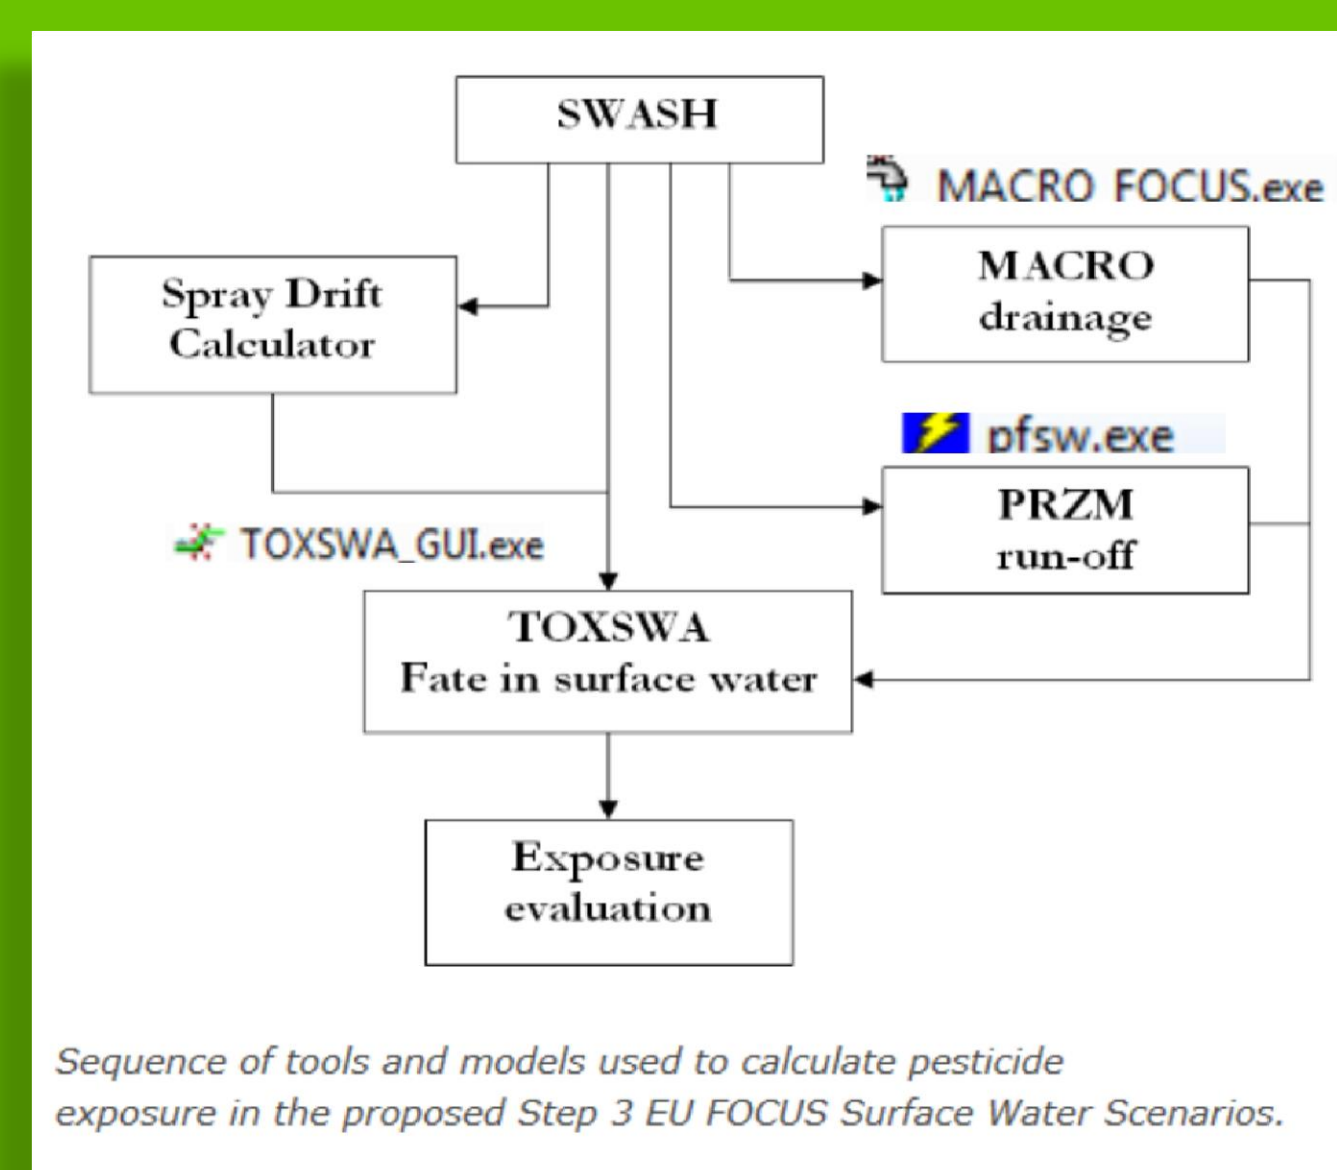 SWASH
MACRO FOCUS.exe
MACRO
drainage
Spray Drift
Calculator
pfsw.exe
PRZM
run-off
TOXSWA_GUI.exe
TOXSWA
Fate in surface water
Exposure
evaluation
Sequence of tools and models used to calculate pesticide
exposure in the proposed Step 3 EU FOCUS Surface Water Scenarios.